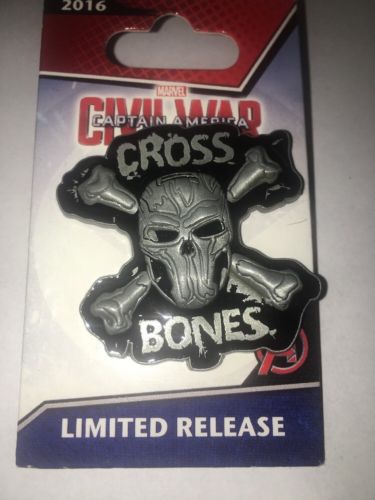 2016
MARVEL
CIVIL WAR
CAPTAIN AMERICA
CROSS
BONES
LIMITED RELEASE